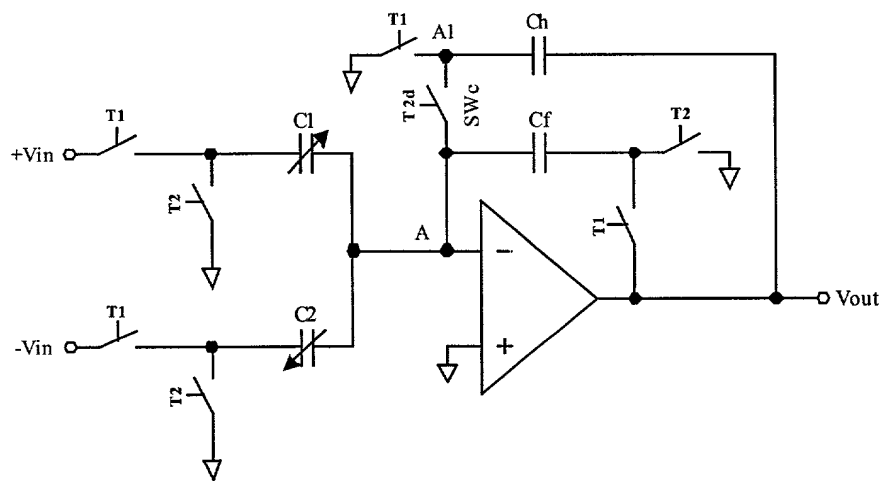 T1
A1
Ch
T2d
SWc
T1
C1
Cf
T2
+Vin
T2
A
T1
−
Vout
T1
C2
+
-Vin
T2